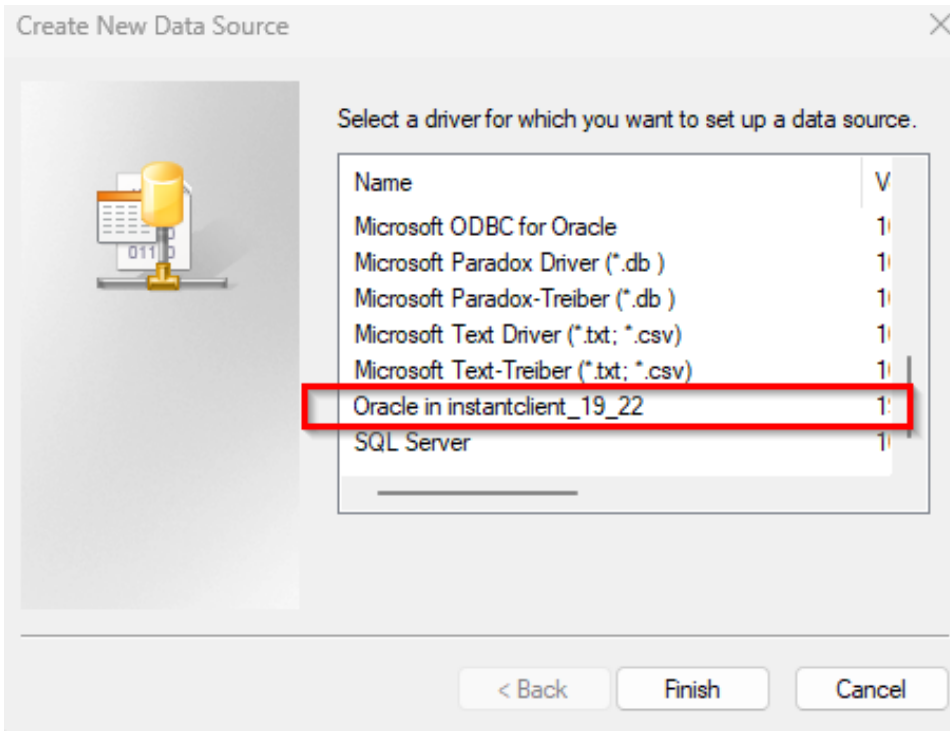 Create New Data Source
Select a driver for which you want to set up a data source.
Name
Microsoft ODBC for Oracle
Microsoft Paradox Driver (*.db )
Microsoft Paradox-Treiber (*.db )
Microsoft Text Driver (*.txt; *.csv)
Microsoft Text-Treiber (*.txt; *.csv)
Oracle in instantclient_19_22
SQL Server
< Back Finish Cancel